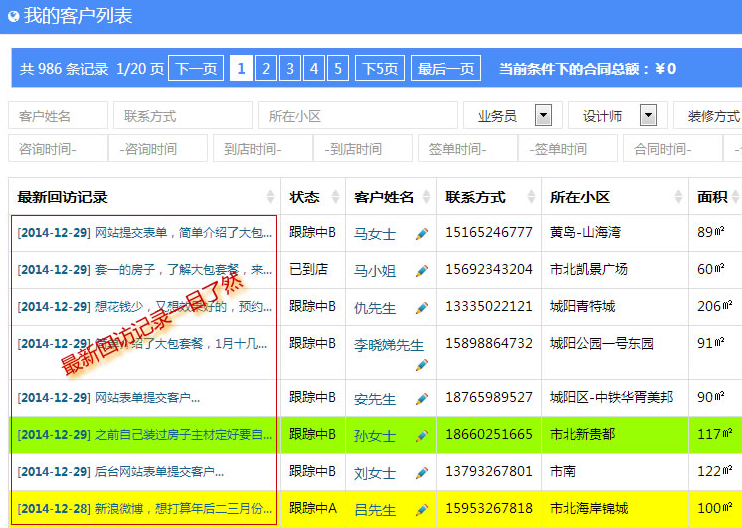 我的客户列表
共 986 条记录 1/20 页 下一页 1 2 3 4 5 下5页 最后一页 当前条件下的合同总额：￥0
客户姓名 联系方式 所在小区 业务员 设计师 装修方式
咨询时间- -咨询时间 到店时间- -到店时间 签单时间- -签单时间 合同时间-
最新回访记录 状态 客户姓名 联系方式 所在小区 面积
[2014-12-29] 网站提交表单，简单介绍了大包... 跟踪中B 马女士 15165246777 黄岛-山海湾 89㎡
[2014-12-29] 套一的房子，了解大包套餐，来... 已到店 马小姐 15692343204 市北凯景广场 60㎡
[2014-12-29] 想花钱少，又想效果好的，预约... 跟踪中B 仇先生 13335022121 城阳青特城 206㎡
绍了大包套餐，1月十几... 跟踪中B 李晓娣先生 15898864732 城阳公园一号东园 91㎡
最新回访记录一目了然
[2014-12-29] 网站表单提交客户... 跟踪中B 安先生 18765989527 城阳区-中铁华胥美邦 90㎡
[2014-12-29] 之前自己装过房子主材定好要自... 跟踪中B 孙女士 18660251665 市北新贵都 117㎡
[2014-12-29] 后台网站表单提交客户... 跟踪中B 刘女士 13793267801 市南 122㎡
[2014-12-28] 新浪微博，想打算年后二三月份... 跟踪中A 吕先生 15953267818 市北海岸锦城 100㎡